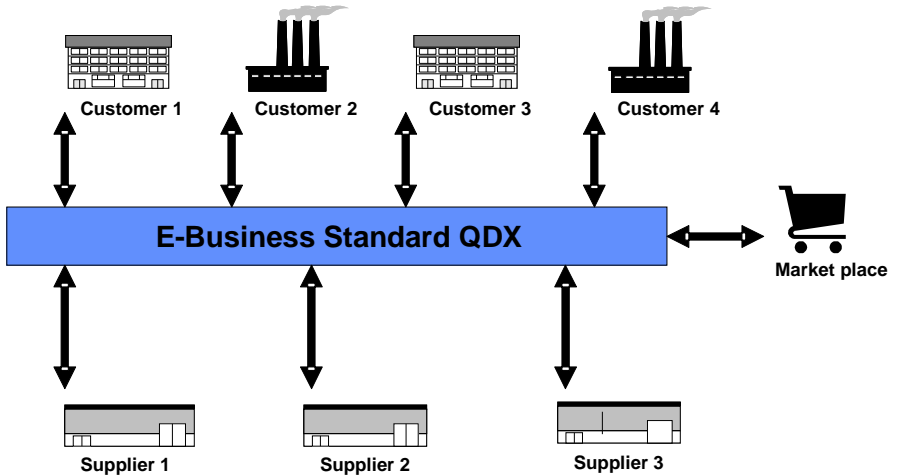 Customer 1
Customer 2
Customer 3
Customer 4
E-Business Standard QDX
Market place
Supplier 1
Supplier 2
Supplier 3